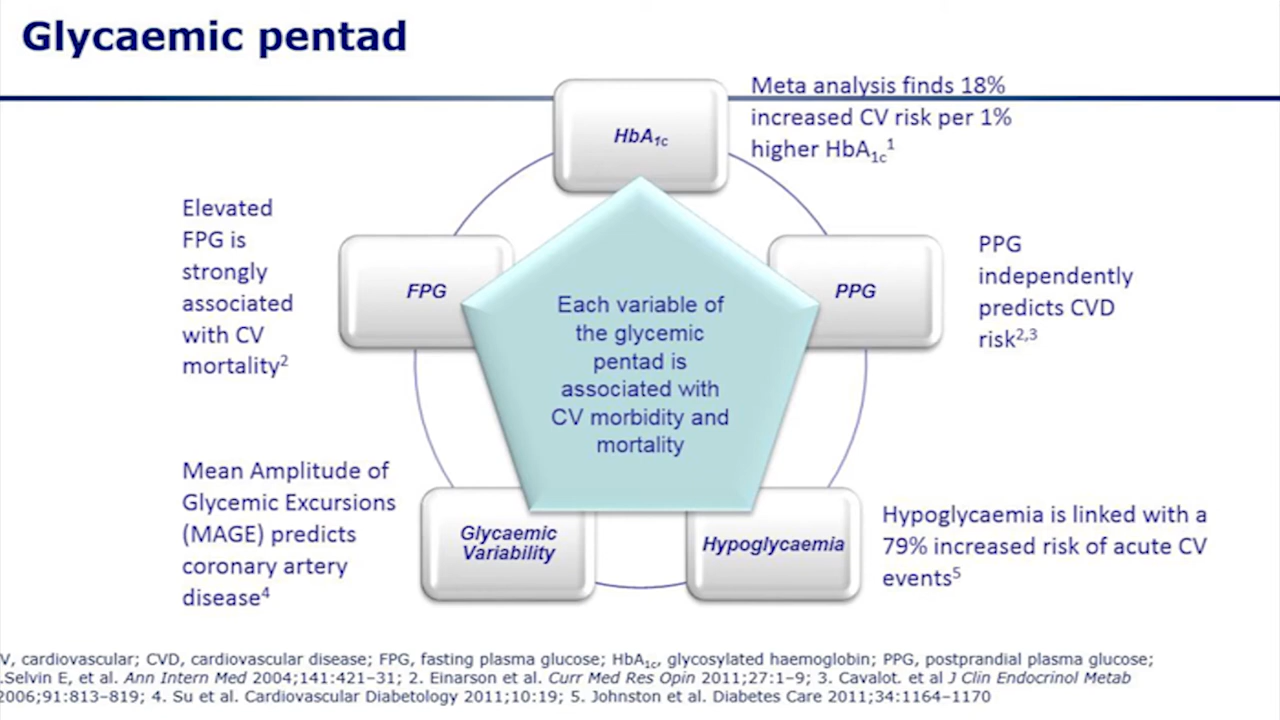 Glycaemic pentad
HbA1c
Meta analysis finds 18%
increased CV risk per 1%
higher HbA1c1
Elevated
FPG is
strongly
associated
with CV
mortality2
FPG
PPG
PPG
independently
predicts CVD
risk2,3
Each variable of
the glycemic
pentad is
associated with
CV morbidity and
mortality
Mean Amplitude of
Glycemic Excursions
(MAGE) predicts
coronary artery
disease4
Glycaemic
Variability
Hypoglycaemia
Hypoglycaemia is linked with a
79% increased risk of acute CV
events5
V, cardiovascular; CVD, cardiovascular disease; FPG, fasting plasma glucose; HbA1c, glycosylated haemoglobin; PPG, postprandial plasma glucose;
.Selvin E, et al. Ann Intern Med 2004;141:421–31; 2. Einarson et al. Curr Med Res Opin 2011;27:1–9; 3. Cavalot. et al J Clin Endocrinol Metab
2006;91:813–819; 4. Su et al. Cardiovascular Diabetology 2011;10:19; 5. Johnston et al. Diabetes Care 2011;34:1164–1170